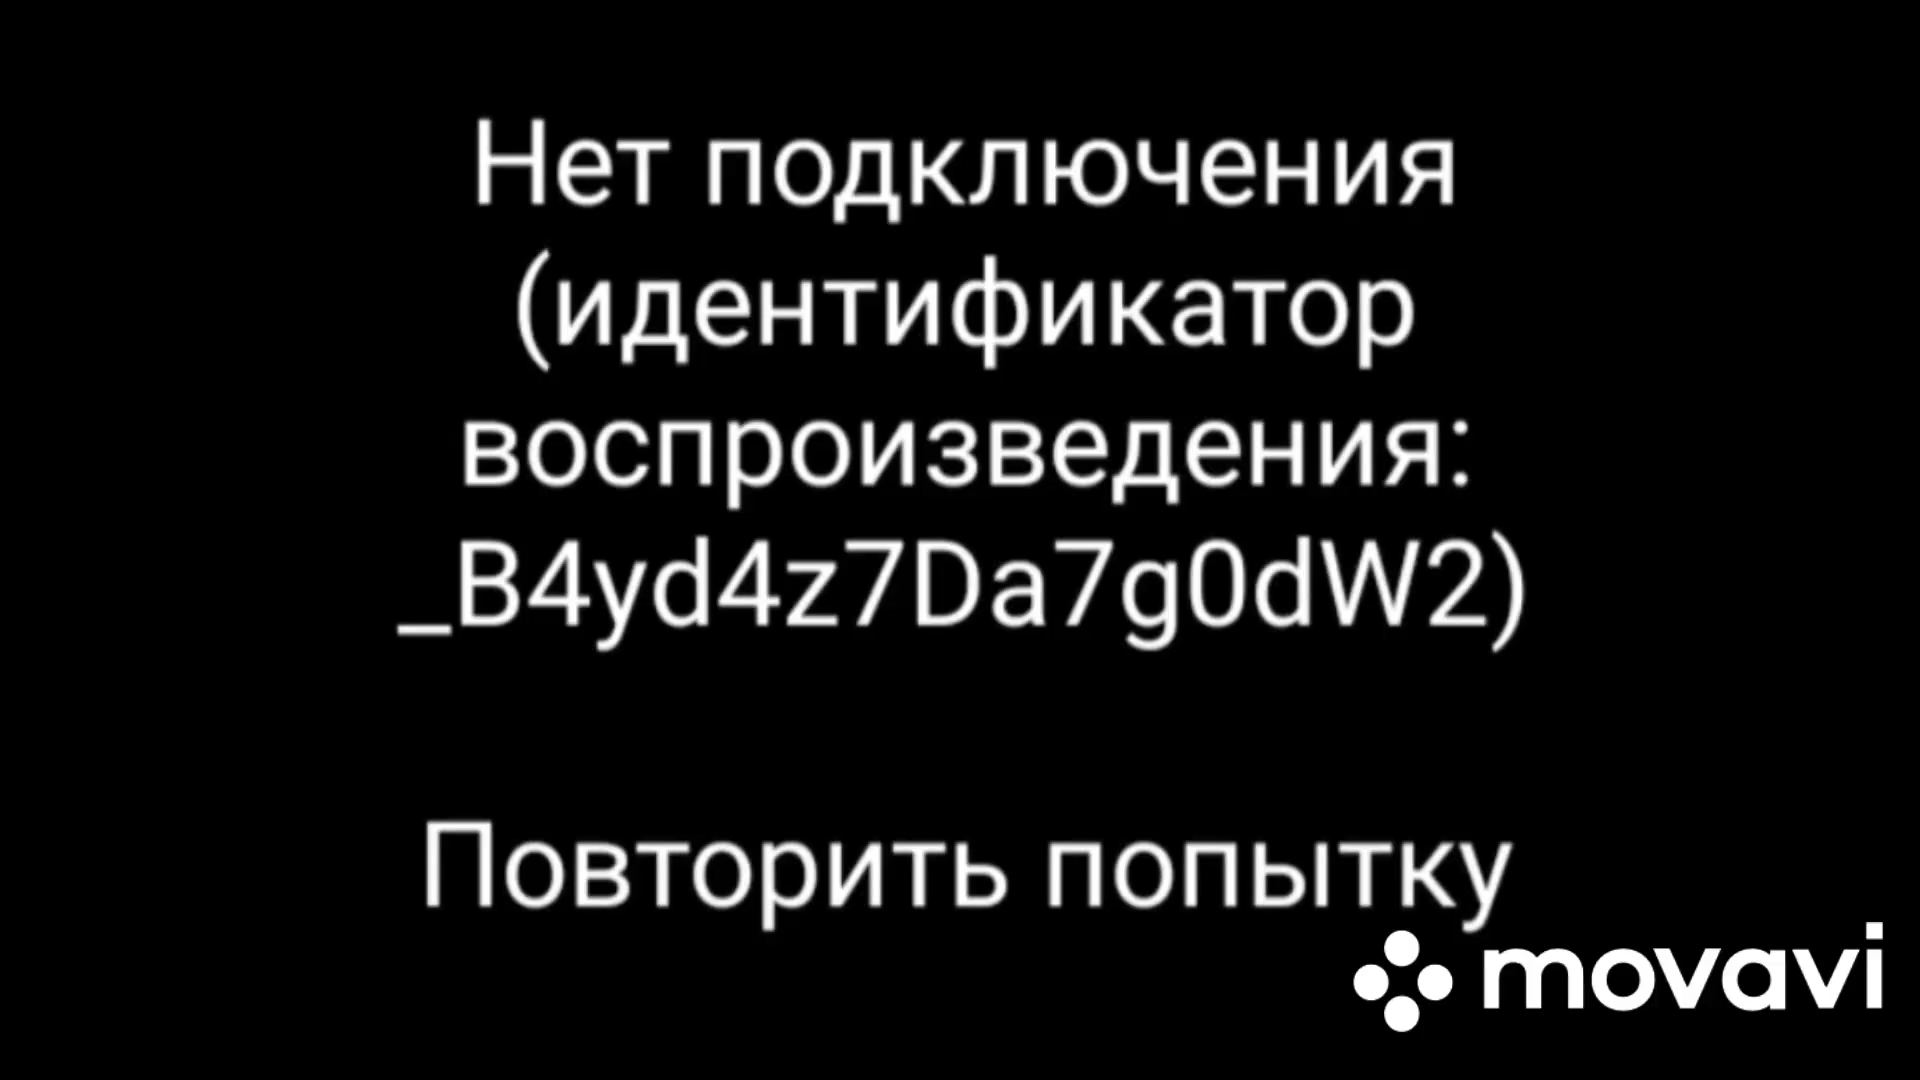 Нет подключения
(идентификатор
воспроизведения:
_B4yd4z7Da7g0dW2)
Повторить попытку
movavi